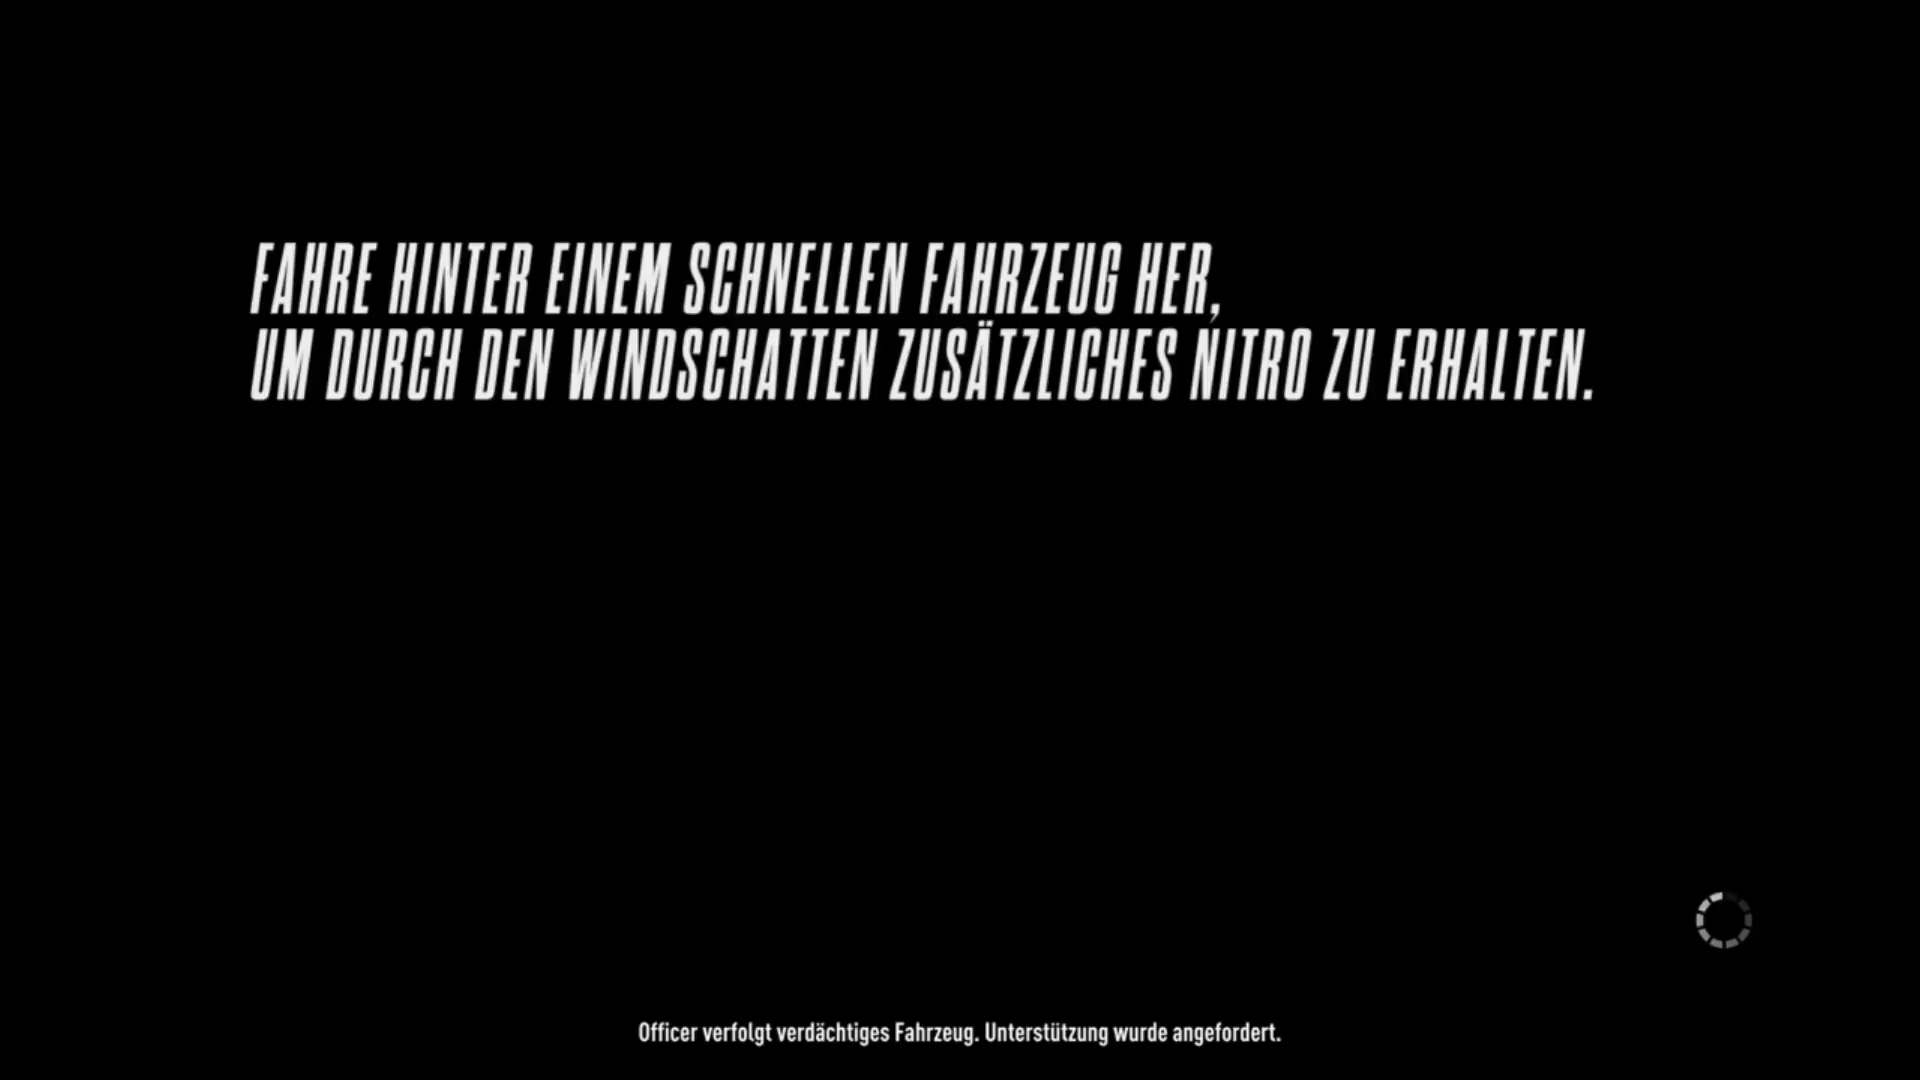 FAHRE HINTER EINEM SCHNELLEN FAHRZEUG HER,
UM DURCH DEN WINDSCHATTEN ZUSÄTZLICHES NITRO ZU ERHALTEN.
Officer verfolgt verdächtiges Fahrzeug. Unterstützung wurde angefordert.